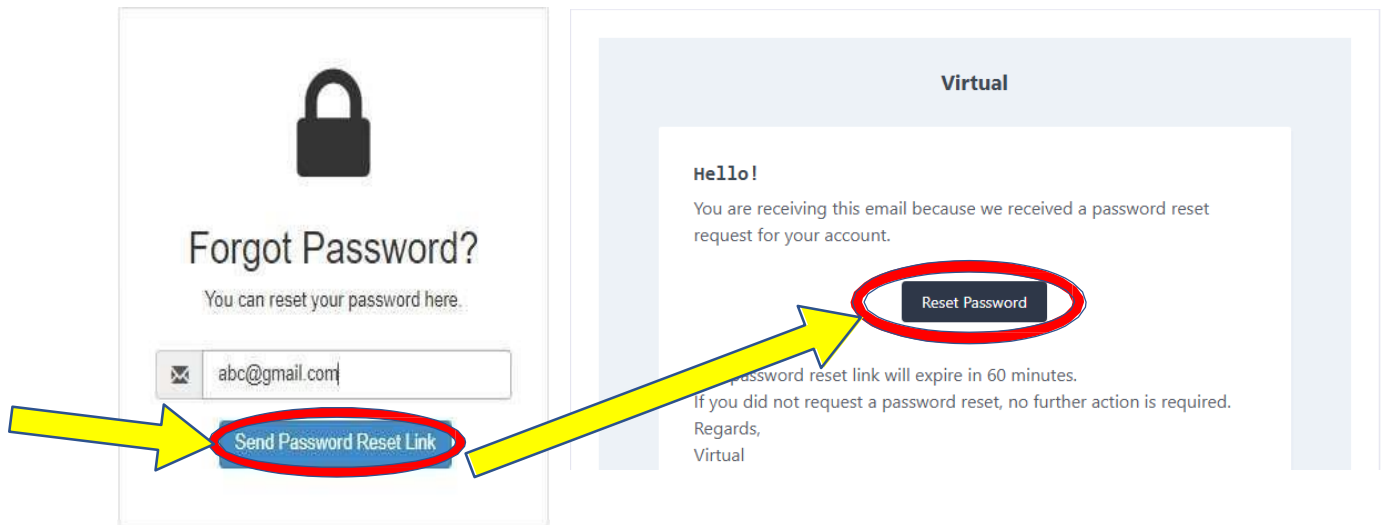 Forgot Password?
You can reset your password here.
abc@gmail.com
Send Password Reset Link
Virtual
Hello!
You are receiving this email because we received a password reset
request for your account.
Reset Password
password reset link will expire in 60 minutes.
If you did not request a password reset, no further action is required.
Regards,
Virtual